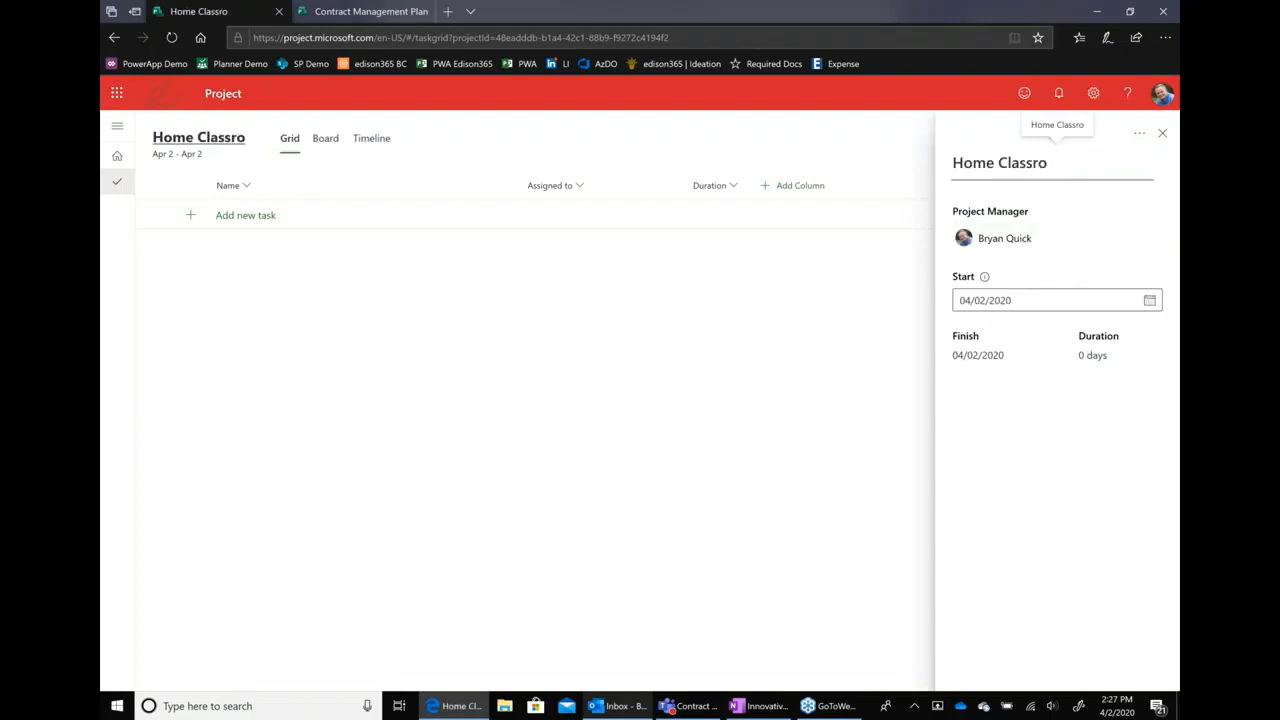 Home Classro
Contract Management Plan
https://project.microsoft.com/en-US/#/taskgrid?projectId=48eadddb-b1a4-42c1-88b9-f9272c4194f2
PowerApp Demo Planner Demo SP Demo edison365 BC PWA Edison365 PWA LI AzDO edison365 | Ideation Required Docs Expense
Project
Home Classro
Home Classro Grid Board Timeline
Apr 2 - Apr 2
Home Classro
Name Assigned to Duration Add Column
Add new task
Project Manager
Bryan Quick
Start
04/02/2020
Finish Duration
04/02/2020 0 days
Type here to search
Home Cl... Inbox - B... Contract ... Innovativ... GoToWe...
2:27 PM
4/2/2020
21